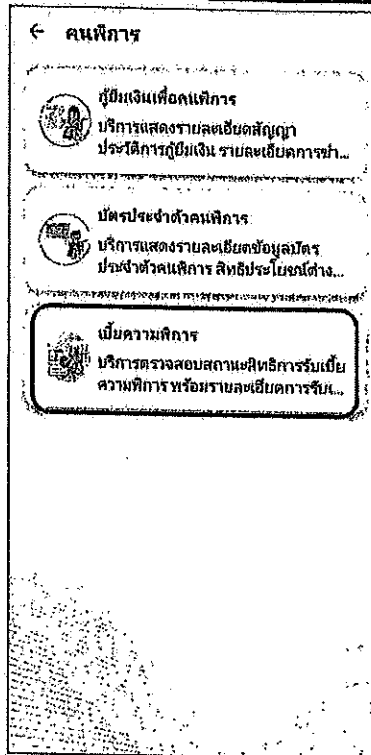 ← คนพิการ
กู้ยืมเงินเพื่อคนพิการ
บริการแสดงรายละเอียดสัญญา
ประวัติการกู้ยืมเงิน รายละเอียดการชำ...
บัตรประจำตัวคนพิการ
บริการแสดงรายละเอียดข้อมูลบัตร
ประจำตัวคนพิการ สิทธิประโยชน์ต่าง...
เบี้ยความพิการ
บริการตรวจสอบสถานะสิทธิการรับเบี้ย
ความพิการ พร้อมรายละเอียดการรับเ...